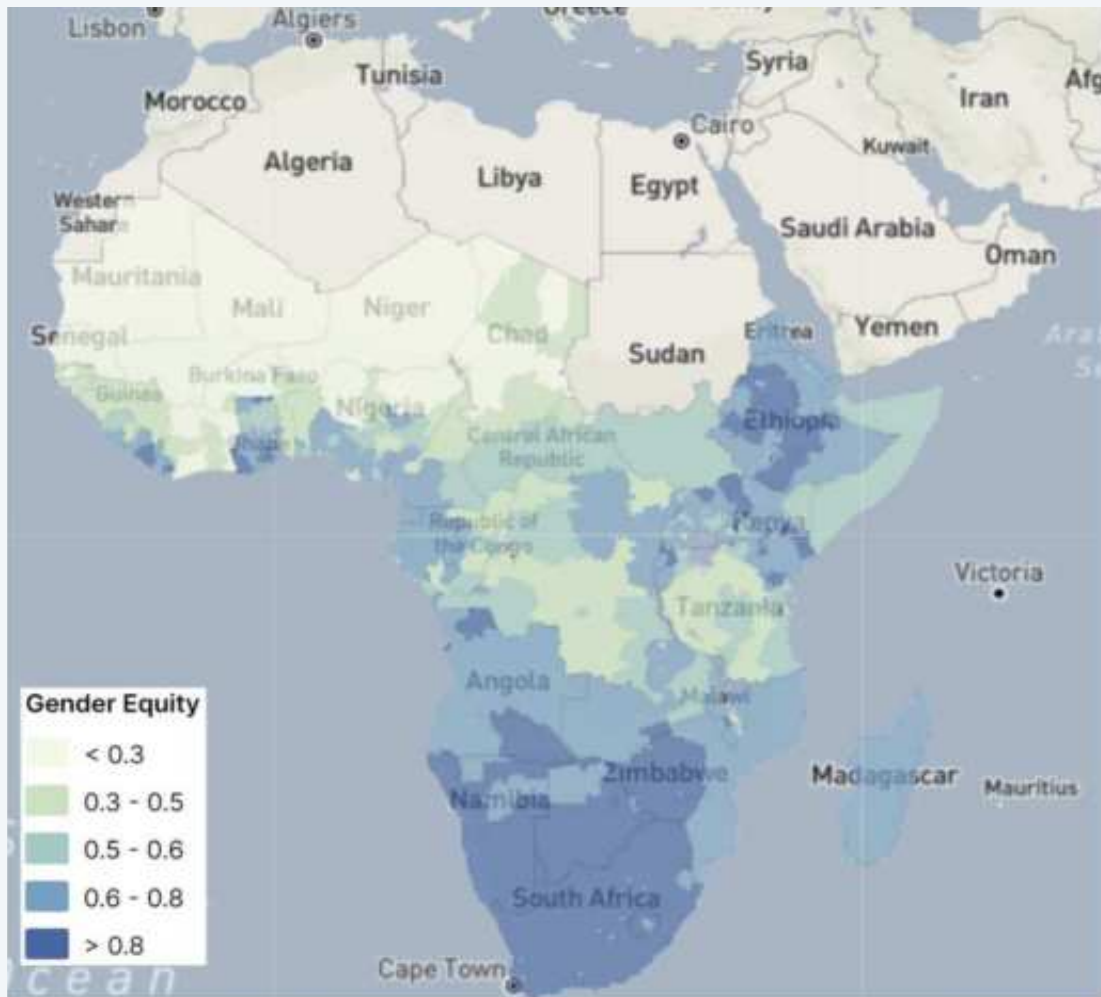 Lisbon
Algiers
Greece
Tunisia
Syria
Iran
Morocco
Cairo
Kuwait
Algeria
Libya
Egypt
Western
Sahara
Saudi Arabia
Oman
Mauritania
Mali
Niger
Chad
Senegal
Sudan
Eritrea
Yemen
Burkina Faso
Guinea
Nigeria
Ghana
Ethiopia
Central African
Republic
Republic of
the Congo
Kenya
Victoria
Tanzania
Angola
Malawi
Gender Equity
< 0.3
0.3 - 0.5
0.5 - 0.6
0.6 - 0.8
> 0.8
Zimbabwe
Madagascar
Mauritius
Namibia
South Africa
Cape Town